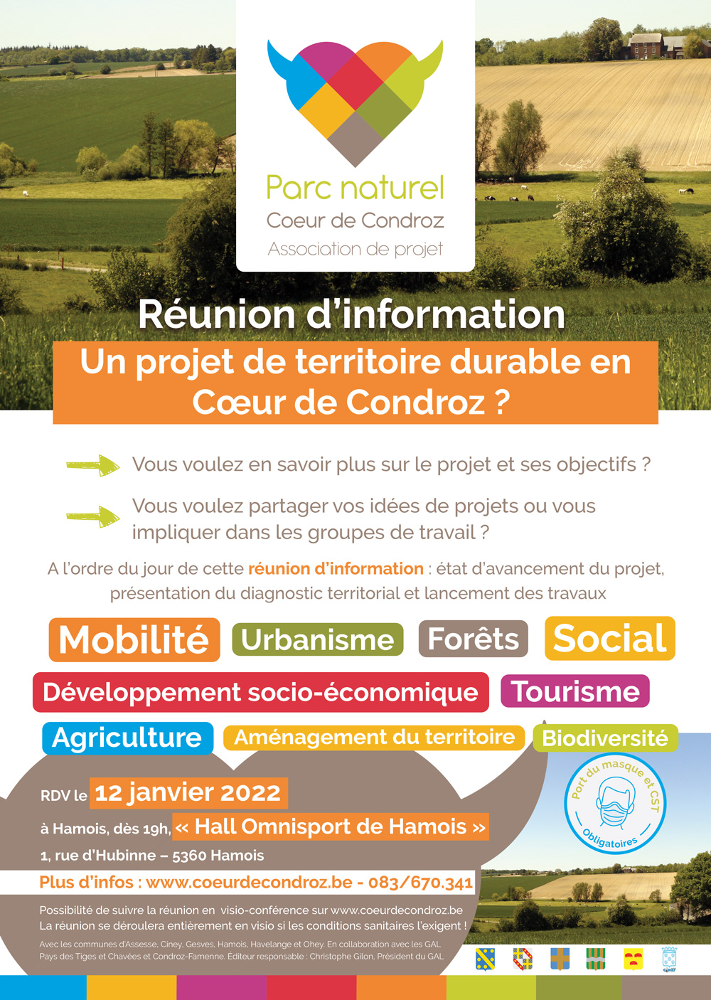 Parc naturel
Coeur de Condroz
Association de projet
Réunion d'information
Un projet de territoire durable en
Cœur de Condroz ?
Vous voulez en savoir plus sur le projet et ses objectifs ?
Vous voulez partager vos idées de projets ou vous
impliquer dans les groupes de travail ?
A l'ordre du jour de cette réunion d'information : état d'avancement du projet,
présentation du diagnostic territorial et lancement des travaux
Mobilité Urbanisme Forêts Social
Développement socio-économique Tourisme
Agriculture Aménagement du territoire Biodiversité
Port du masque et CST
Obligatoires
RDV le 12 janvier 2022
à Hamois, dès 19h, « Hall Omnisport de Hamois »
1, rue d'Hubinne – 5360 Hamois
Plus d'infos : www.coeurdecondroz.be - 083/670.341
Possibilité de suivre la réunion en visio-conférence sur www.coeurdecondroz.be
La réunion se déroulera entièrement en visio si les conditions sanitaires l'exigent !
Avec les communes d'Assesse, Ciney, Gesves, Hamois, Havelange et Ohey. En collaboration avec les GAL
Pays des Tiges et Chavées et Condroz-Famenne. Éditeur responsable : Christophe Gilon, Président du GAL
CINEY